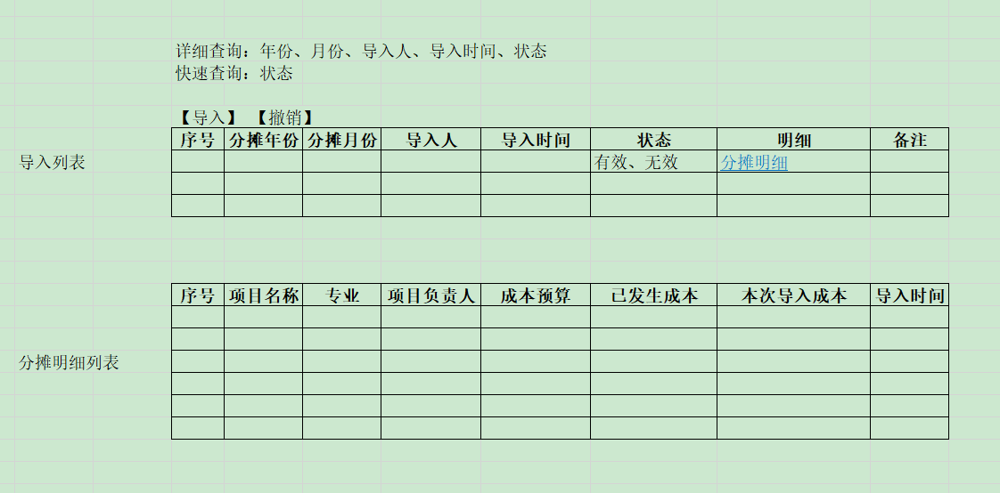 详细查询：年份、月份、导入人、导入时间、状态
快速查询：状态
【导入】 【撤销】
序号 分摊年份 分摊月份 导入人 导入时间 状态 明细 备注
导入列表 有效、无效 分摊明细
序号 项目名称 专业 项目负责人 成本预算 已发生成本 本次导入成本 导入时间
分摊明细列表